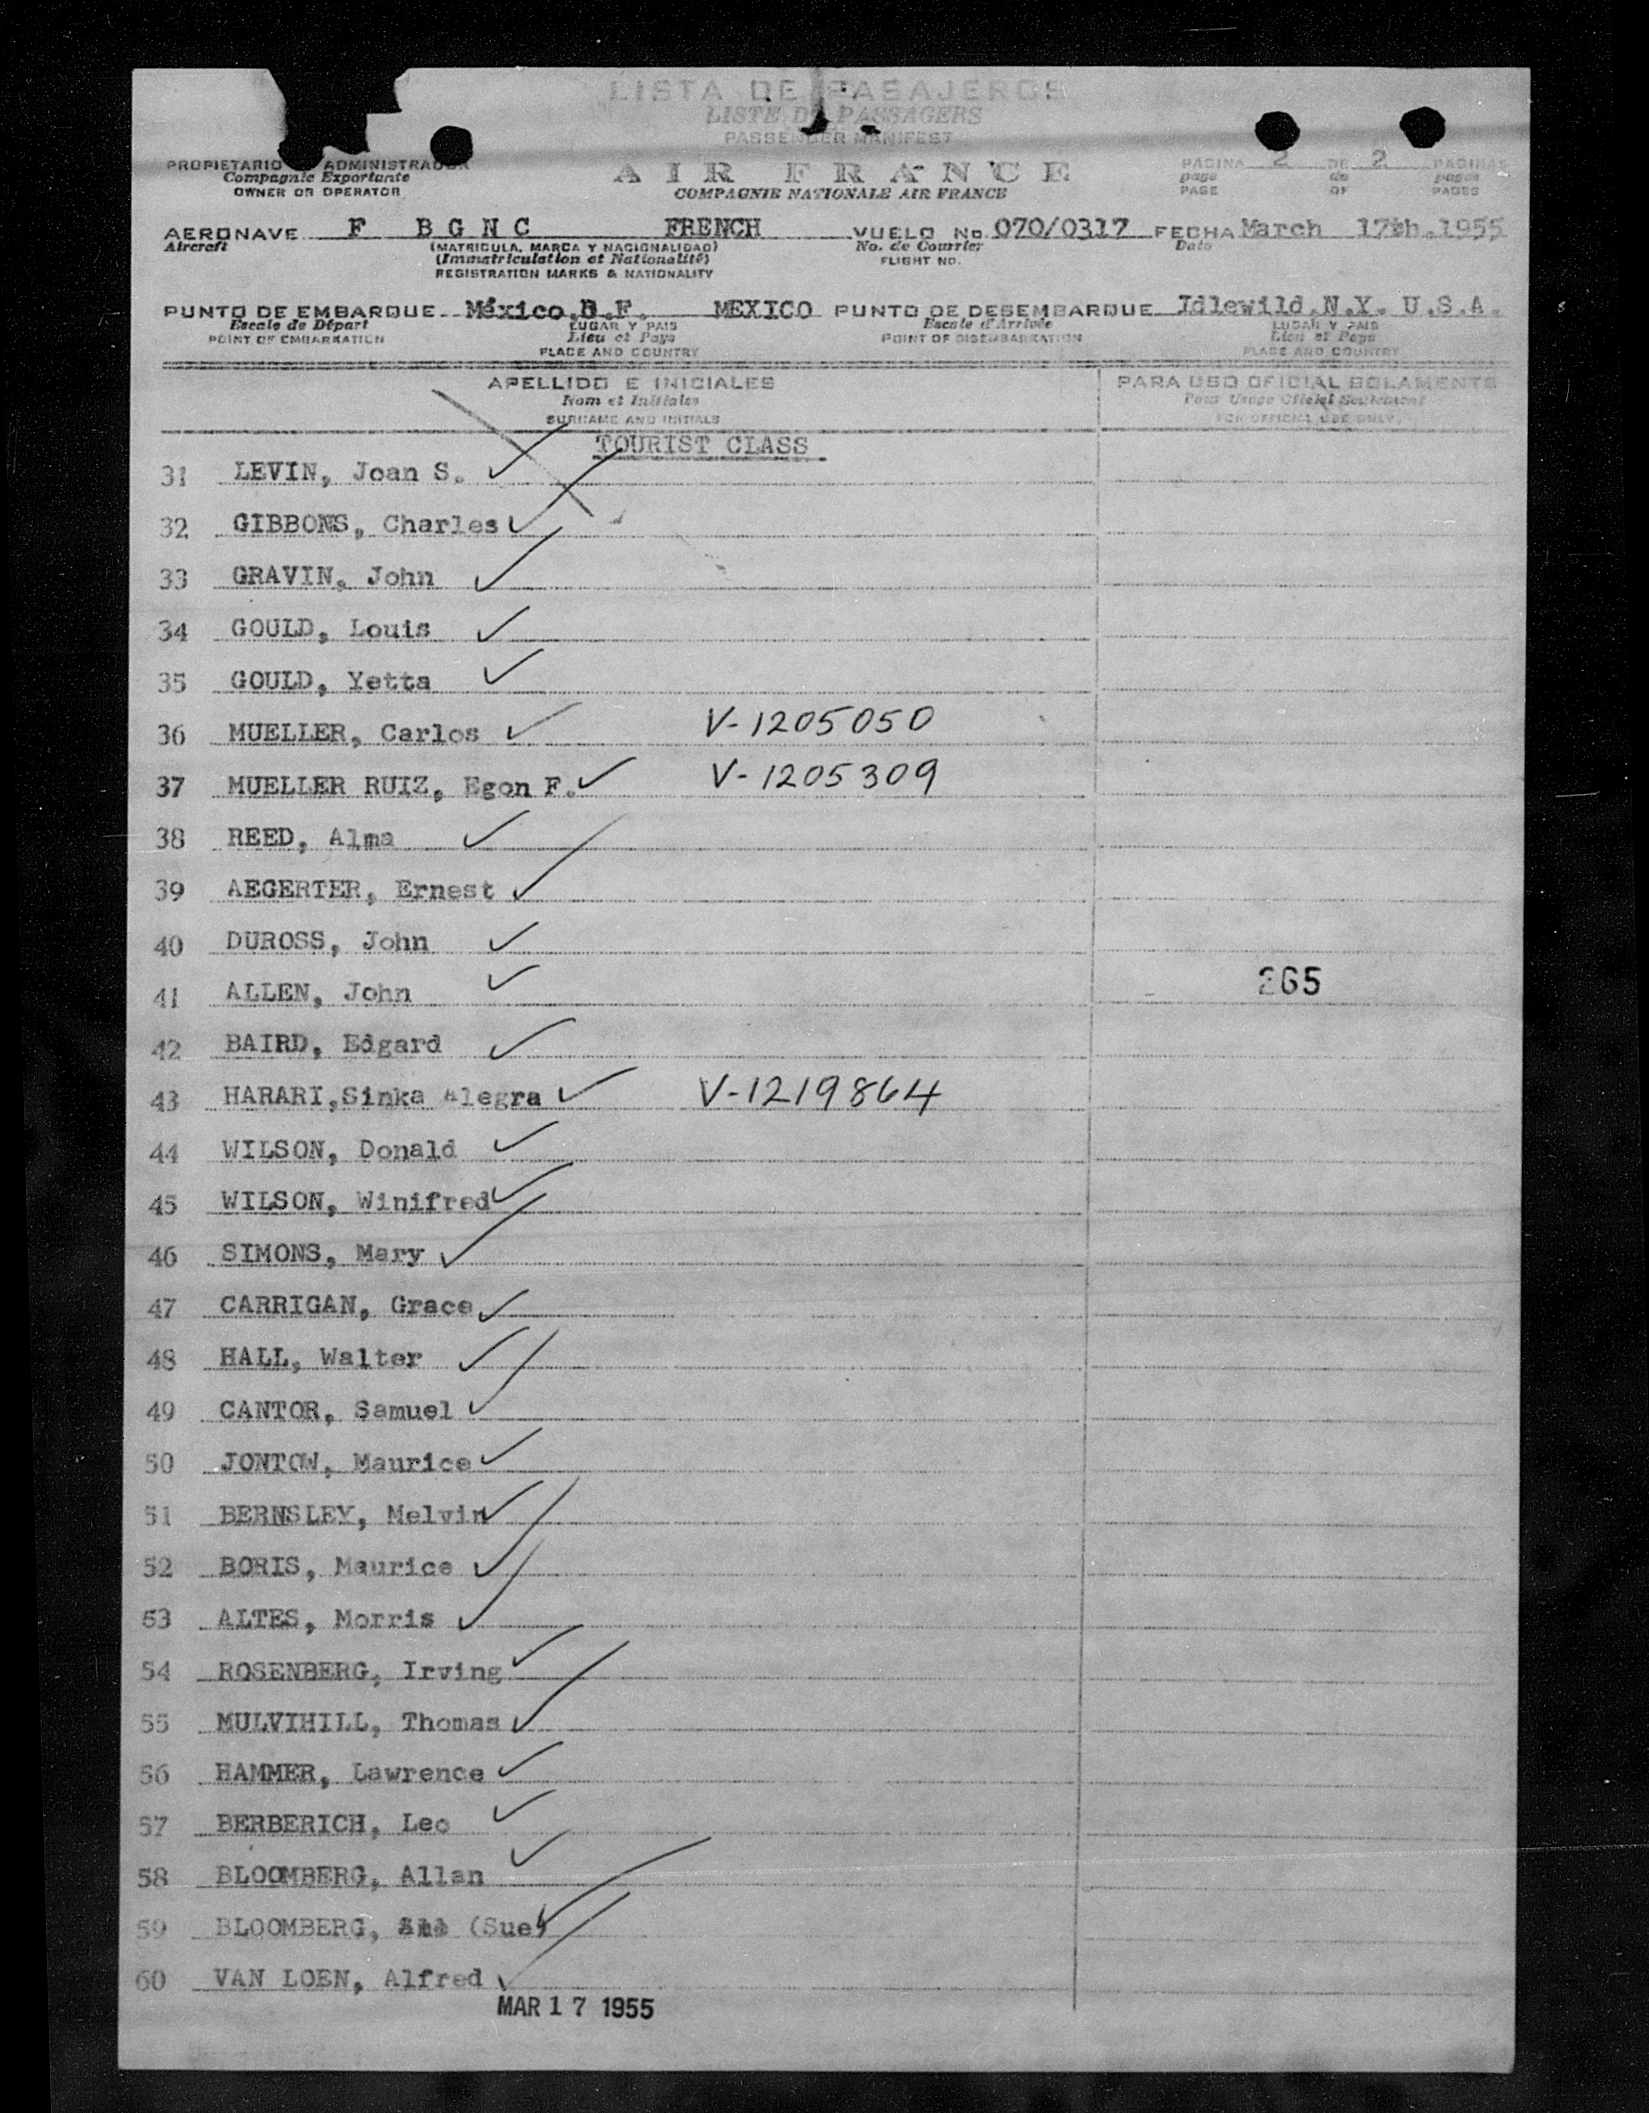 LISTA DE PASAJEROS
LISTE DE PASSAGERS
PASSENGER MANIFEST
PROPIETARIO ADMINISTRADOR
Compagnie Exportante
OWNER OR OPERATOR
AIR FRANCE
COMPAGNIE NATIONALE AIR FRANCE
PAGINA 2 DE 2 PAGINAS
page de pages
PAGE OF PAGES
AERONAVE F BGNC FRENCH VUELO No 070/0317 FECHA March 17th.1955
Aircraft (MATRICULA, MARCA Y NACIONALIDAD) No. de Courrier Date
(Immatriculation et Nationalité) FLIGHT NO.
REGISTRATION MARKS & NATIONALITY
PUNTO DE EMBARQUE México,D.F. MEXICO PUNTO DE DESEMBARQUE Idlewild.N.Y. U.S.A.
Escale de Départ LUGAR Y PAIS Escale d'Arrivée LUGAR Y PAIS
POINT OF EMBARKATION Lieu et Pays POINT OF DISEMBARKATION Lieu et Pays
PLACE AND COUNTRY PLACE AND COUNTRY
APELLIDO E INICIALES PARA USO OFICIAL SOLAMENTE
Nom et Initiales Pour Usage Officiel Seulement
SURNAME AND INITIALS FOR OFFICIAL USE ONLY
TOURIST CLASS
31 LEVIN, Joan S.
32 GIBBONS, Charles
33 GRAVIN, John
34 GOULD, Louis
35 GOULD, Yetta
36 MUELLER, Carlos V-1205050
37 MUELLER RUIZ, Egon F. V-1205309
38 REED, Alma
39 AEGERTER, Ernest
40 DUROSS, John
41 ALLEN, John 265
42 BAIRD, Edgard
43 HARARI,Sinka Alegra V-1219864
44 WILSON, Donald
45 WILSON, Winifred
46 SIMONS, Mary
47 CARRIGAN, Grace
48 HALL, Walter
49 CANTOR, Samuel
50 JONTOW, Maurice
51 BERNSLEY, Melvin
52 BORIS, Maurice
53 ALTES, Morris
54 ROSENBERG, Irving
55 MULVIHILL, Thomas
56 HAMMER, Lawrence
57 BERBERICH, Leo
58 BLOOMBERG, Allan
59 BLOOMBERG, (Sue)
60 VAN LOEN, Alfred
MAR 17 1955